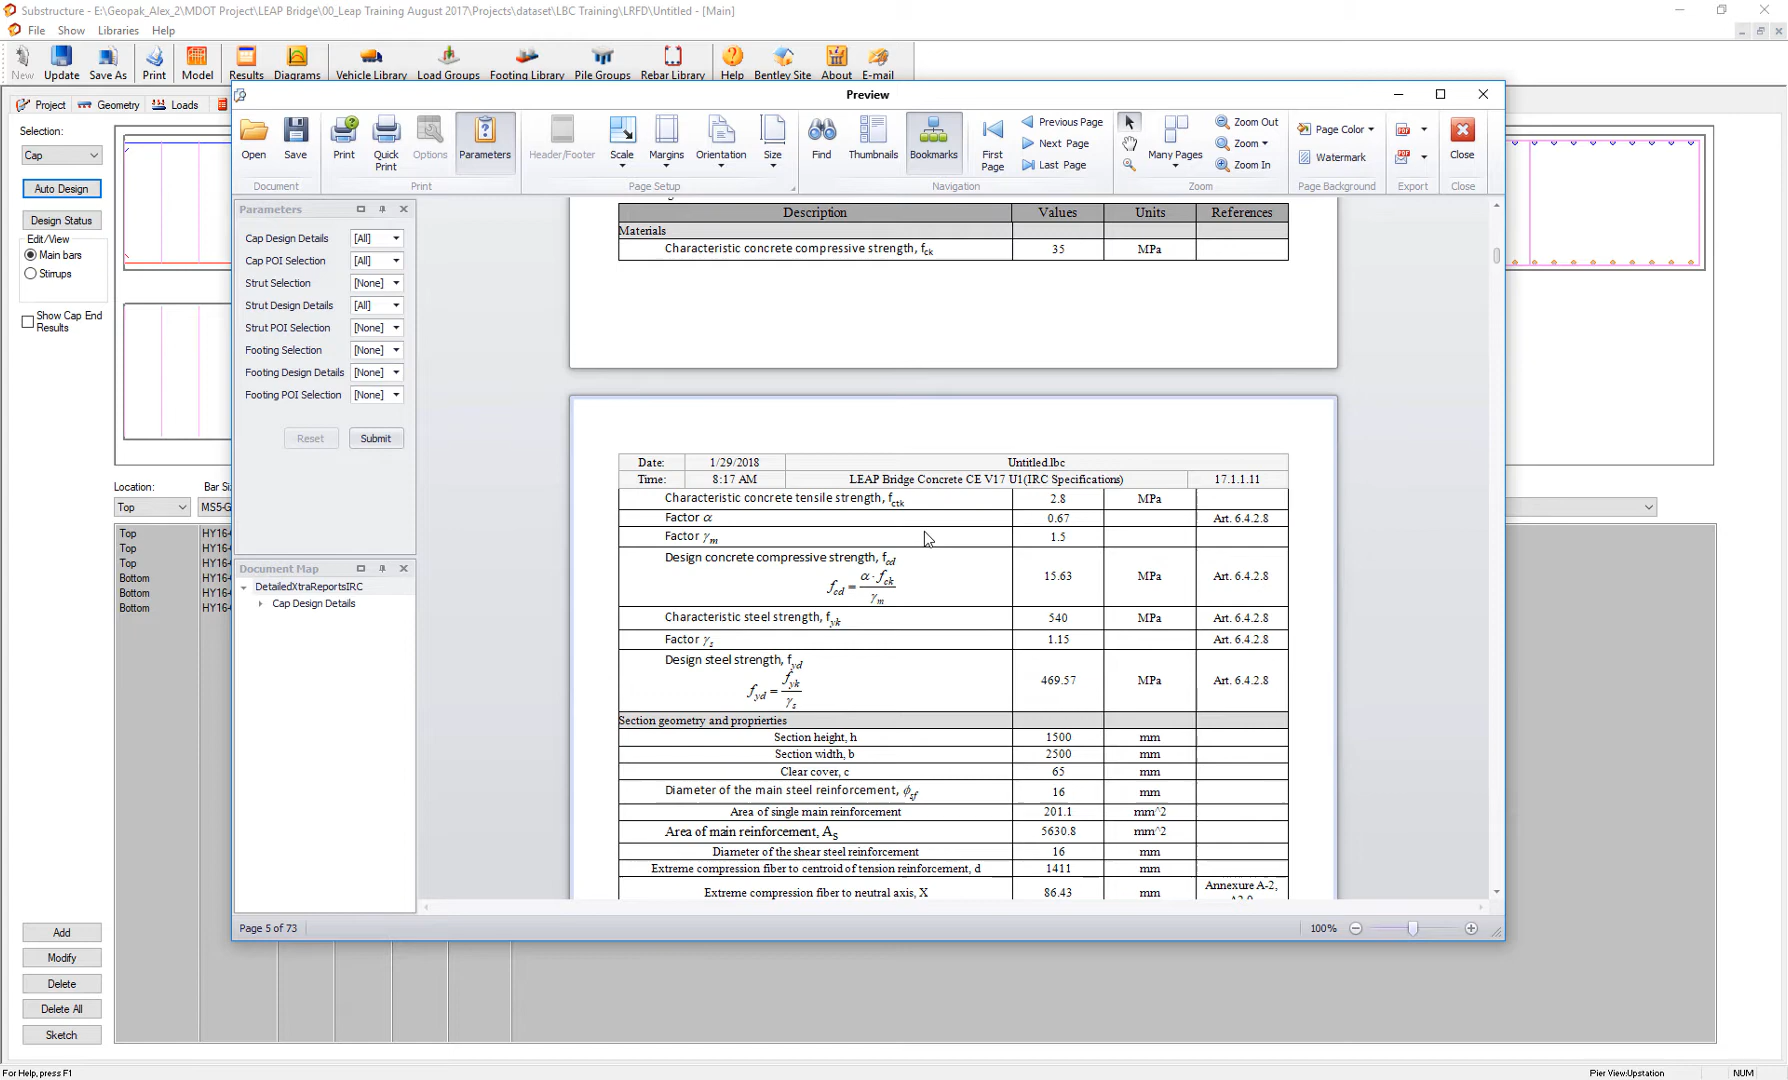 Substructure - E:\Geopak_Alex_2\MDOT Project\LEAP Bridge\00_Leap Training August 2017\Projects\dataset\LBC Training\LRFD\Untitled - [Main]
File Show Libraries Help
New Update Save As Print Model Results Diagrams Vehicle Library Load Groups Footing Library Pile Groups Rebar Library Help Bentley Site About E-mail
Project Geometry Loads
Selection:
Cap
Auto Design
Design Status
Edit/View
Main bars
Stirrups
Show Cap End
Results
Location: Bar Si
Top MS5-G
Top HY16-
Top HY16-
Top HY16-
Bottom HY16-
Bottom HY16-
Bottom HY16-
Add
Modify
Delete
Delete All
Sketch
Preview
Open Save Print Quick Print Options Parameters Header/Footer Scale Margins Orientation Size Find Thumbnails Bookmarks First Page Previous Page Next Page Last Page Many Pages Zoom Out Zoom Zoom In Page Color Watermark PDF PDF Close
Document Print Page Setup Navigation Zoom Page Background Export Close
Parameters
Cap Design Details [All]
Cap POI Selection [All]
Strut Selection [None]
Strut Design Details [All]
Strut POI Selection [None]
Footing Selection [None]
Footing Design Details [None]
Footing POI Selection [None]
Reset Submit
Document Map
DetailedXtraReportsIRC
Cap Design Details
Description Values Units References
Materials
Characteristic concrete compressive strength, fck 35 MPa
Date: 1/29/2018 Untitled.lbc
Time: 8:17 AM LEAP Bridge Concrete CE V17 U1(IRC Specifications) 17.1.1.11
Characteristic concrete tensile strength, fctk 2.8 MPa
Factor α 0.67 Art. 6.4.2.8
Factor γm 1.5
Design concrete compressive strength, fcd
fcd = α · fck / γm 15.63 MPa Art. 6.4.2.8
Characteristic steel strength, fyk 540 MPa Art. 6.4.2.8
Factor γs 1.15 Art. 6.4.2.8
Design steel strength, fyd
fyd = fyk / γs 469.57 MPa Art. 6.4.2.8
Section geometry and proprierties
Section height, h 1500 mm
Section width, b 2500 mm
Clear cover, c 65 mm
Diameter of the main steel reinforcement, ϕsf 16 mm
Area of single main reinforcement 201.1 mm^2
Area of main reinforcement, AS 5630.8 mm^2
Diameter of the shear steel reinforcement 16 mm
Extreme compression fiber to centroid of tension reinforcement, d 1411 mm
Extreme compression fiber to neutral axis, X 86.43 mm Annexure A-2,
Page 5 of 73 100%
For Help, press F1 Pier View:Upstation NUM